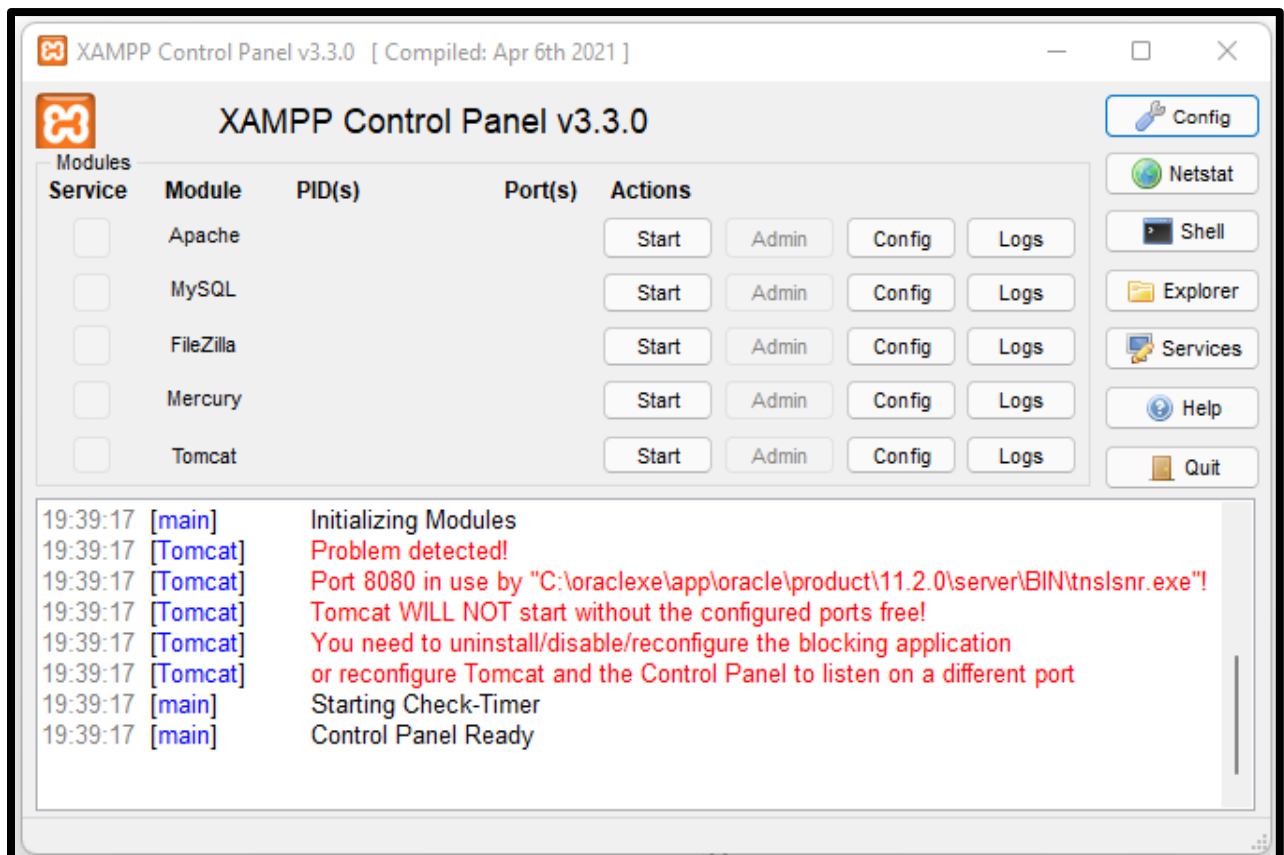 XAMPP Control Panel v3.3.0 [ Compiled: Apr 6th 2021 ]
XAMPP Control Panel v3.3.0
Config
Modules
Service Module PID(s) Port(s) Actions
Netstat
Apache Start Admin Config Logs
Shell
MySQL Start Admin Config Logs
Explorer
FileZilla Start Admin Config Logs
Services
Mercury Start Admin Config Logs
Help
Tomcat Start Admin Config Logs
Quit
19:39:17 [main] Initializing Modules
19:39:17 [Tomcat] Problem detected!
19:39:17 [Tomcat] Port 8080 in use by "C:\oraclexe\app\oracle\product\11.2.0\server\BIN\tnslsnr.exe"!
19:39:17 [Tomcat] Tomcat WILL NOT start without the configured ports free!
19:39:17 [Tomcat] You need to uninstall/disable/reconfigure the blocking application
19:39:17 [Tomcat] or reconfigure Tomcat and the Control Panel to listen on a different port
19:39:17 [main] Starting Check-Timer
19:39:17 [main] Control Panel Ready